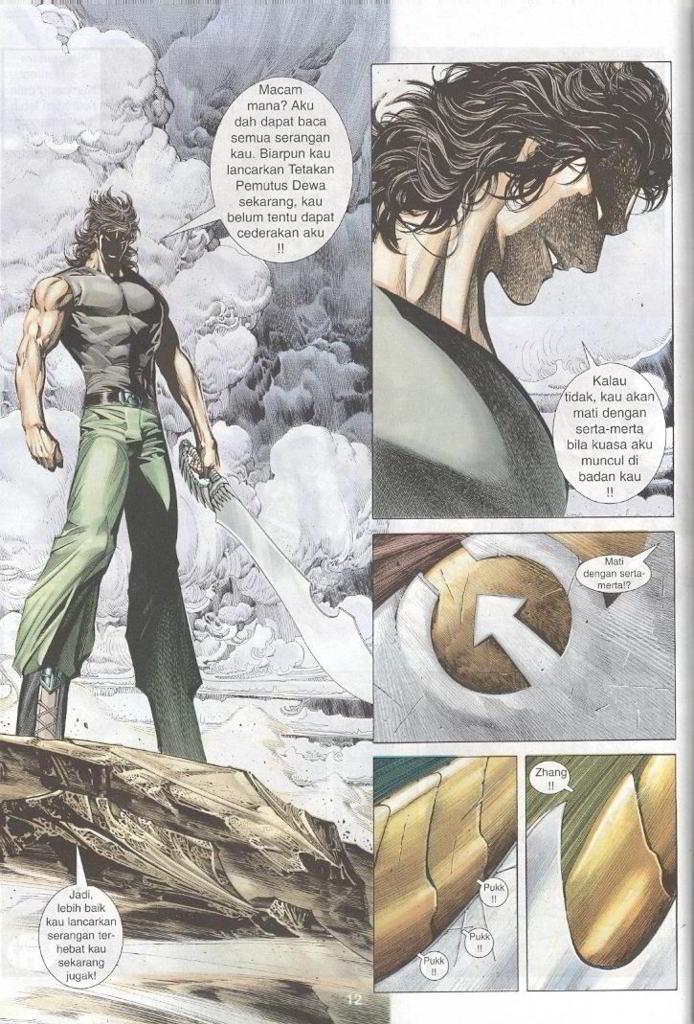 Macam
mana? Aku
dah dapat baca
semua serangan
kau. Biarpun kau
lancarkan Tetakan
Pemutus Dewa
sekarang, kau
belum tentu dapat
cederakan aku
!!
Jadi,
lebih baik
kau lancarkan
serangan ter-
hebat kau
sekarang
jugak!
Kalau
tidak, kau akan
mati dengan
serta-merta
bila kuasa aku
muncul di
badan kau
!!
Mati
dengan serta-
merta!?
Pukk
!!
Pukk
!!
Pukk
!!
Zhang
!!
12